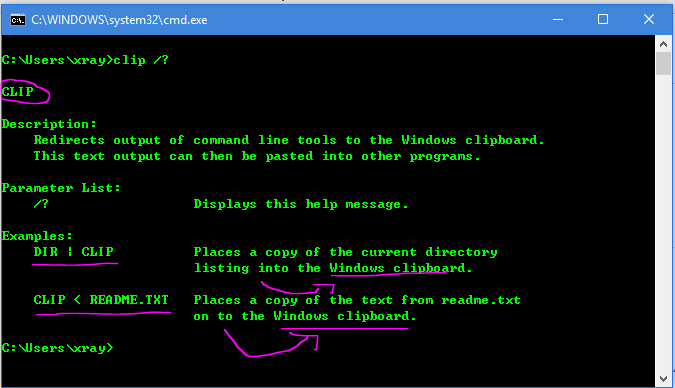 C:\WINDOWS\system32\cmd.exe
C:\Users\xray>clip /?
CLIP
Description:
Redirects output of command line tools to the Windows clipboard.
This text output can then be pasted into other programs.
Parameter List:
/? Displays this help message.
Examples:
DIR | CLIP Places a copy of the current directory
listing into the Windows clipboard.
CLIP < README.TXT Places a copy of the text from readme.txt
on to the Windows clipboard.
C:\Users\xray>